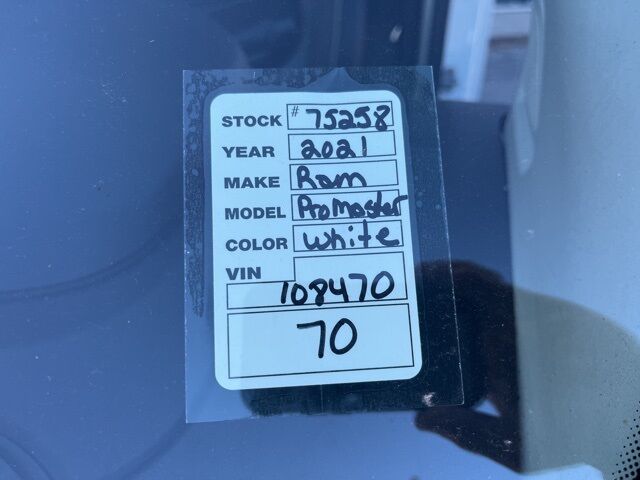 STOCK # 75258
YEAR 2021
MAKE Ram
MODEL ProMaster
COLOR White
VIN
108470
70